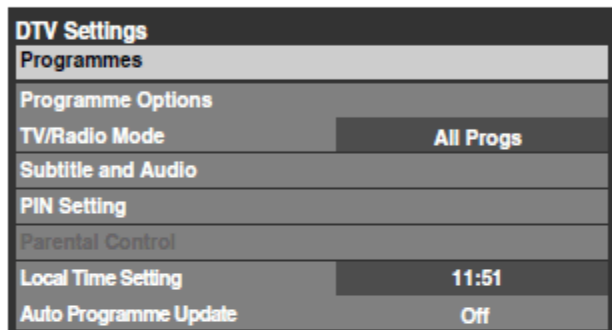 DTV Settings
Programmes
Programme Options
TV/Radio Mode All Progs
Subtitle and Audio
PIN Setting
Parental Control
Local Time Setting 11:51
Auto Programme Update Off